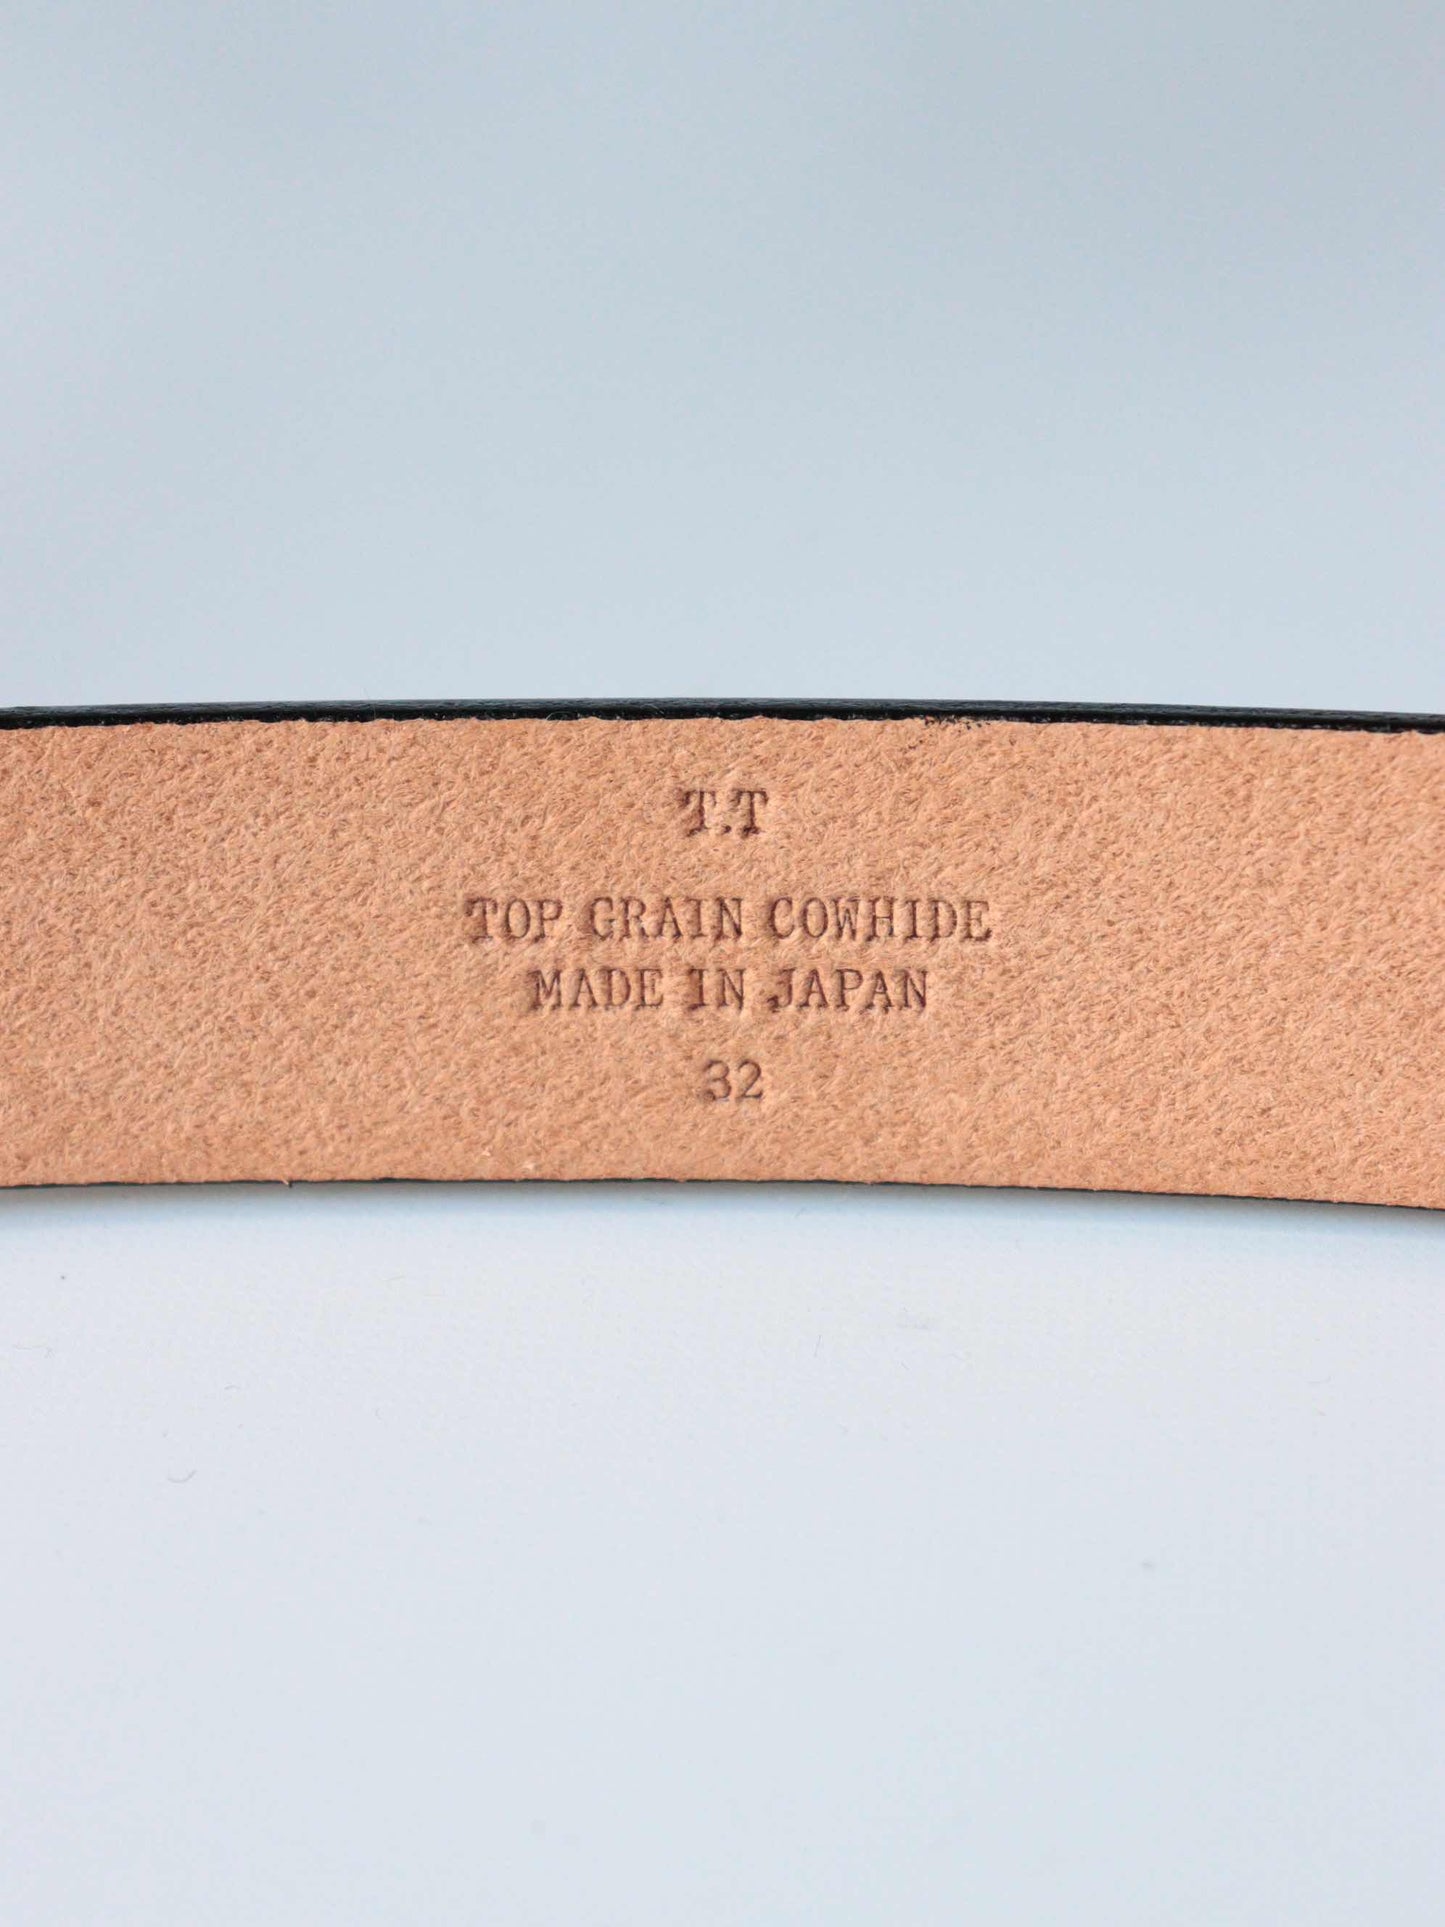 T.T
TOP GRAIN COWHIDE
MADE IN JAPAN
32